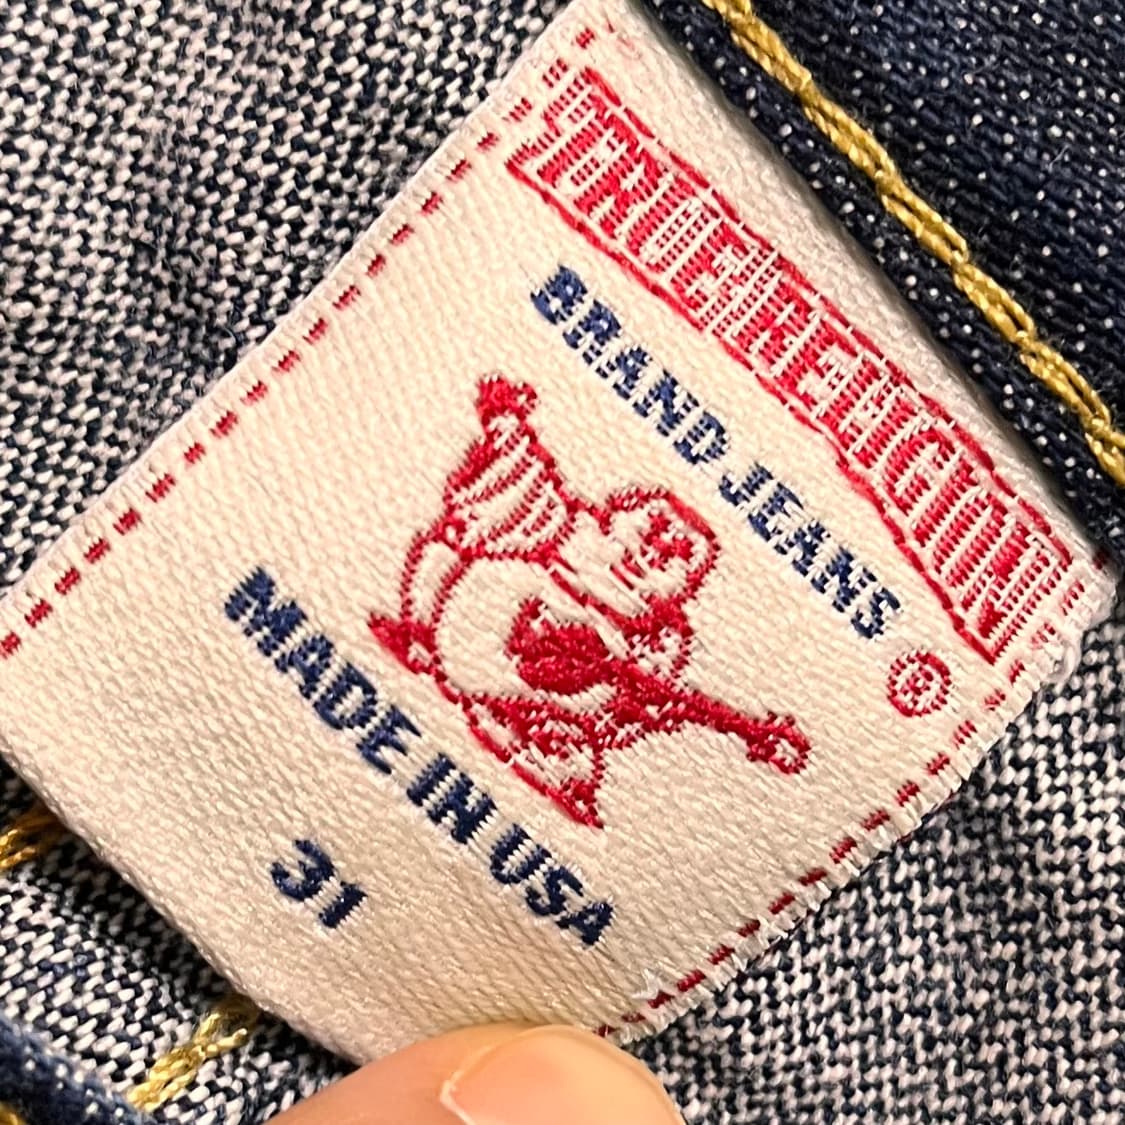 TRUE RELIGION
BRAND JEANS
®
MADE IN USA
31